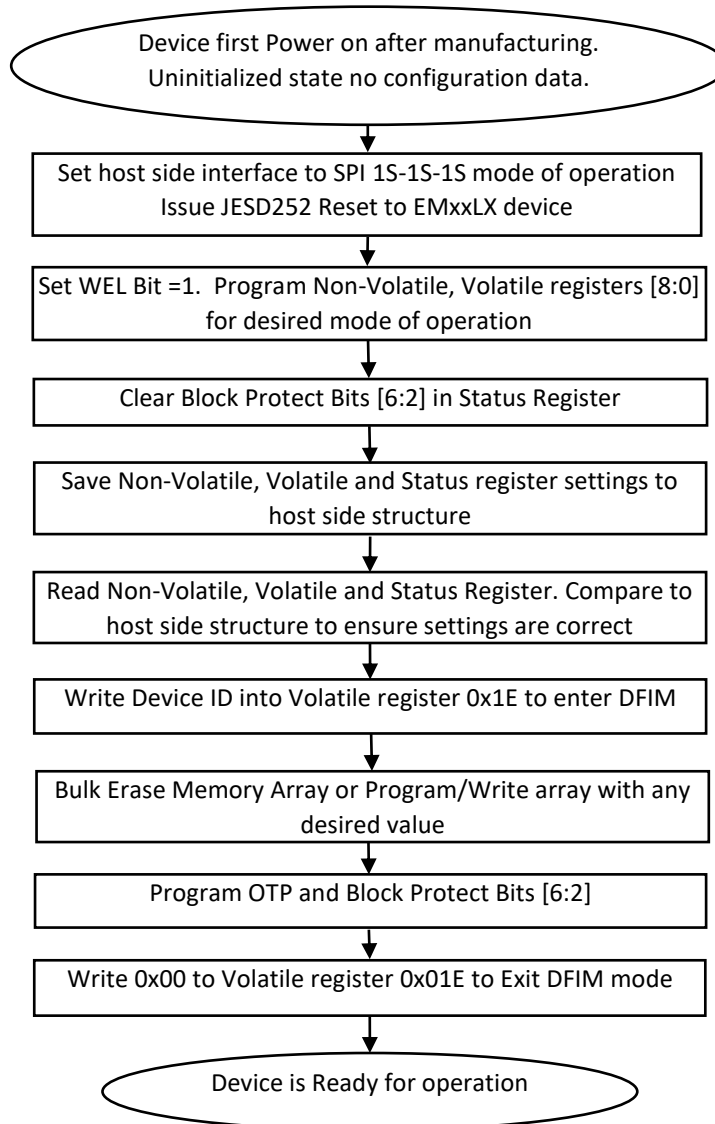 Device first Power on after manufacturing.
Uninitialized state no configuration data.
Set host side interface to SPI 1S-1S-1S mode of operation
Issue JESD252 Reset to EMxxLX device
Set WEL Bit =1.  Program Non-Volatile, Volatile registers [8:0]
for desired mode of operation
Clear Block Protect Bits [6:2] in Status Register
Save Non-Volatile, Volatile and Status register settings to
host side structure
Read Non-Volatile, Volatile and Status Register. Compare to
host side structure to ensure settings are correct
Write Device ID into Volatile register 0x1E to enter DFIM
Bulk Erase Memory Array or Program/Write array with any
desired value
Program OTP and Block Protect Bits [6:2]
Write 0x00 to Volatile register 0x01E to Exit DFIM mode
Device is Ready for operation